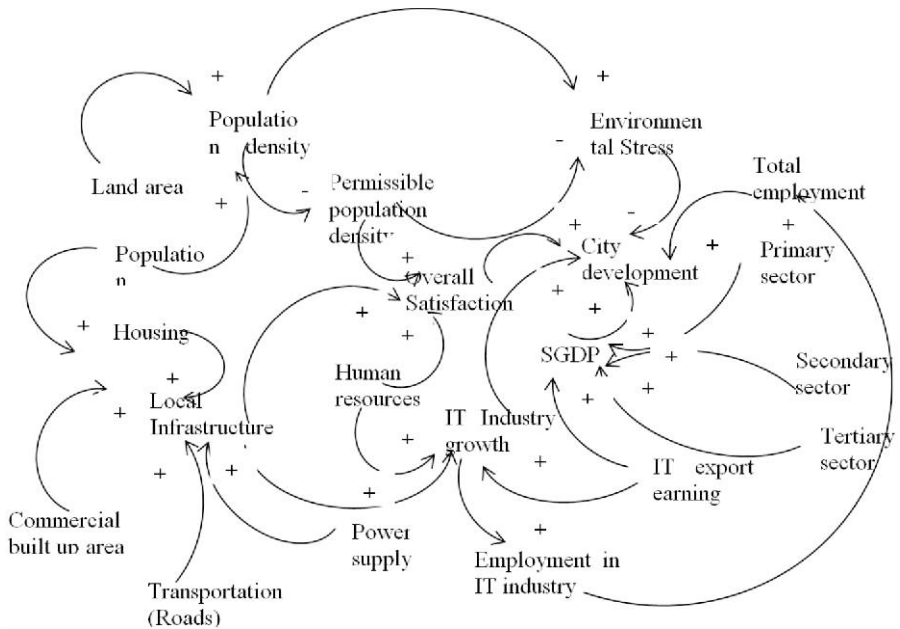 +
+
Populatio
n density
Environmen
tal Stress
-
Land area
+
-
Permissible
population
density
Total
employment
+
-
+
+
Primary
sector
Populatio
n
City
development
+
Overall
Satisfaction
+
Housing
+
+
+
+
+
+
SGDP
+
Secondary
sector
+
Local
Infrastructure
+
Human
resources
+
+
IT Industry
growth
Tertiary
sector
+
+
+
+
IT export
earning
+
Commercial
built up area
Power
supply
+
Employment in
IT industry
Transportation
(Roads)